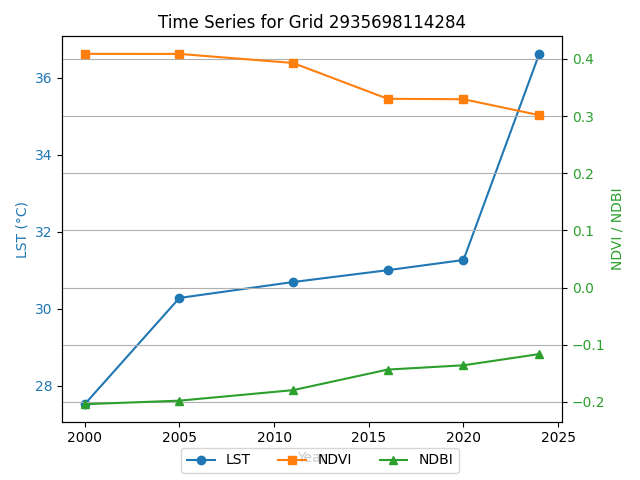 Time Series for Grid 2935698114284
LST (°C)
36
34
32
30
28
0.4
0.3
0.2
0.1
0.0
−0.1
−0.2
NDVI / NDBI
2000 2005 2010 2015 2020 2025
Year
LST NDVI NDBI